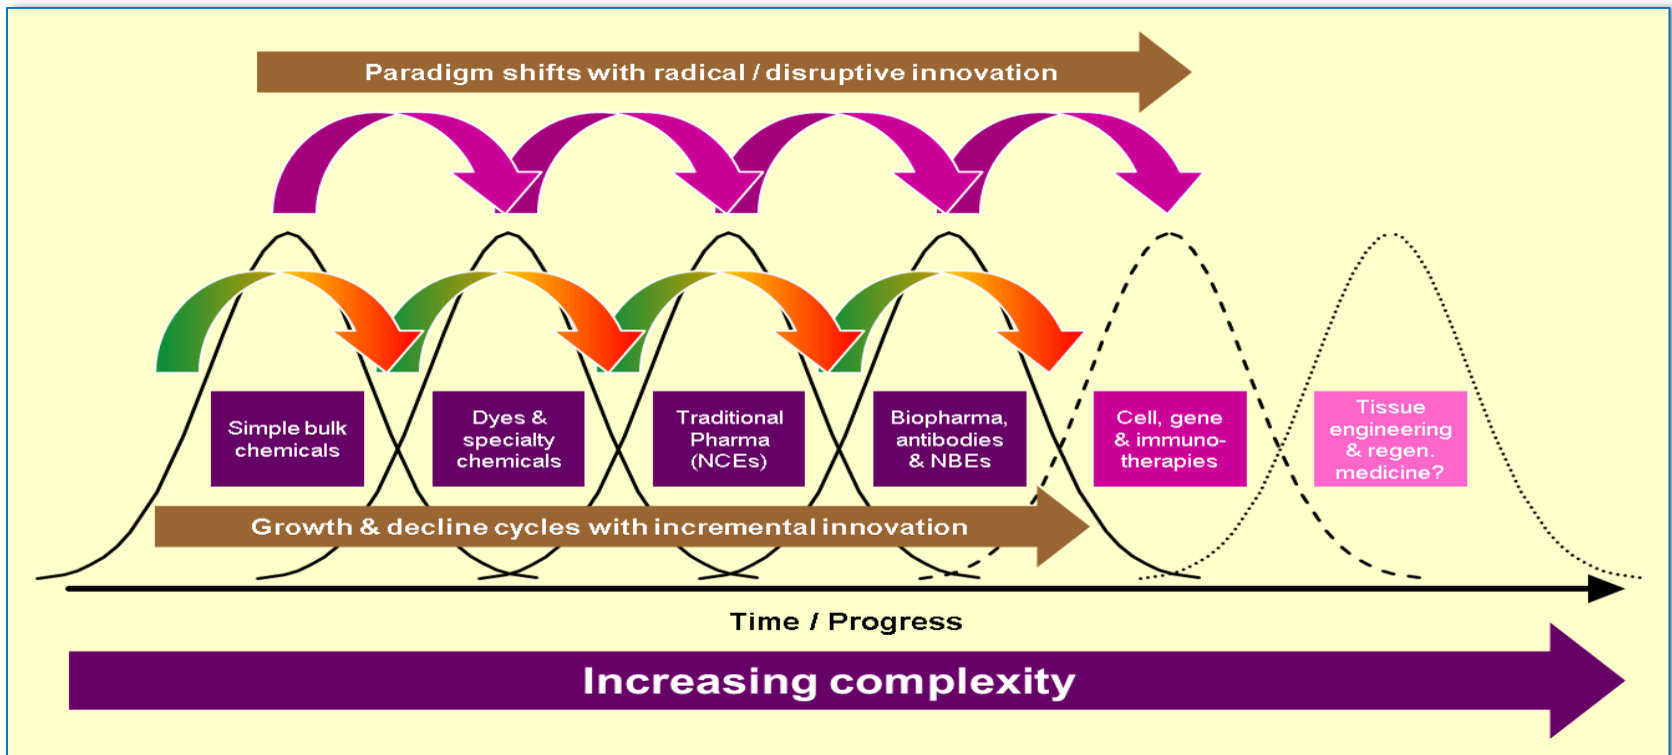 Paradigm shifts with radical / disruptive innovation
Simple bulk
chemicals
Dyes &
specialty
chemicals
Traditional
Pharma
(NCEs)
Biopharma,
antibodies
& NBEs
Cell, gene
& immuno-
therapies
Tissue
engineering
& regen.
medicine?
Growth & decline cycles with incremental innovation
Time / Progress
Increasing complexity